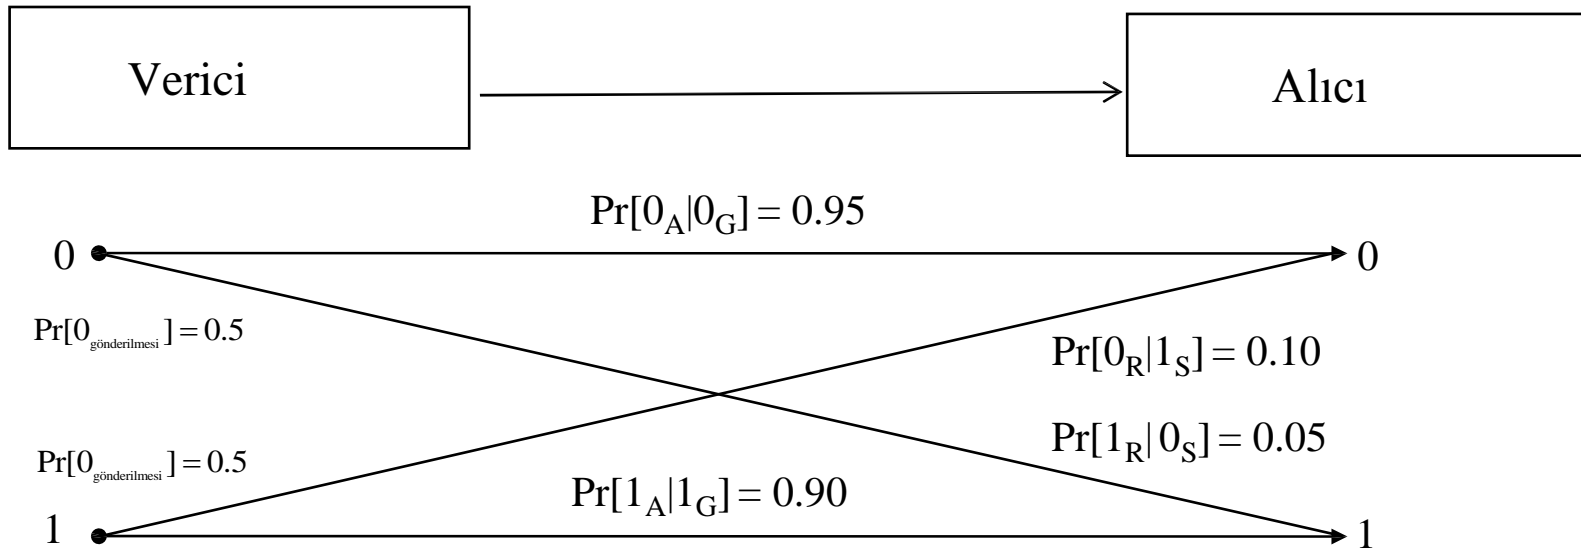 Verici
Alıcı
Pr[0_A|0_G] = 0.95
0
0
Pr[0_gönderilmesi] = 0.5
Pr[0_R|1_S] = 0.10
Pr[1_R|0_S] = 0.05
Pr[0_gönderilmesi] = 0.5
Pr[1_A|1_G] = 0.90
1
1